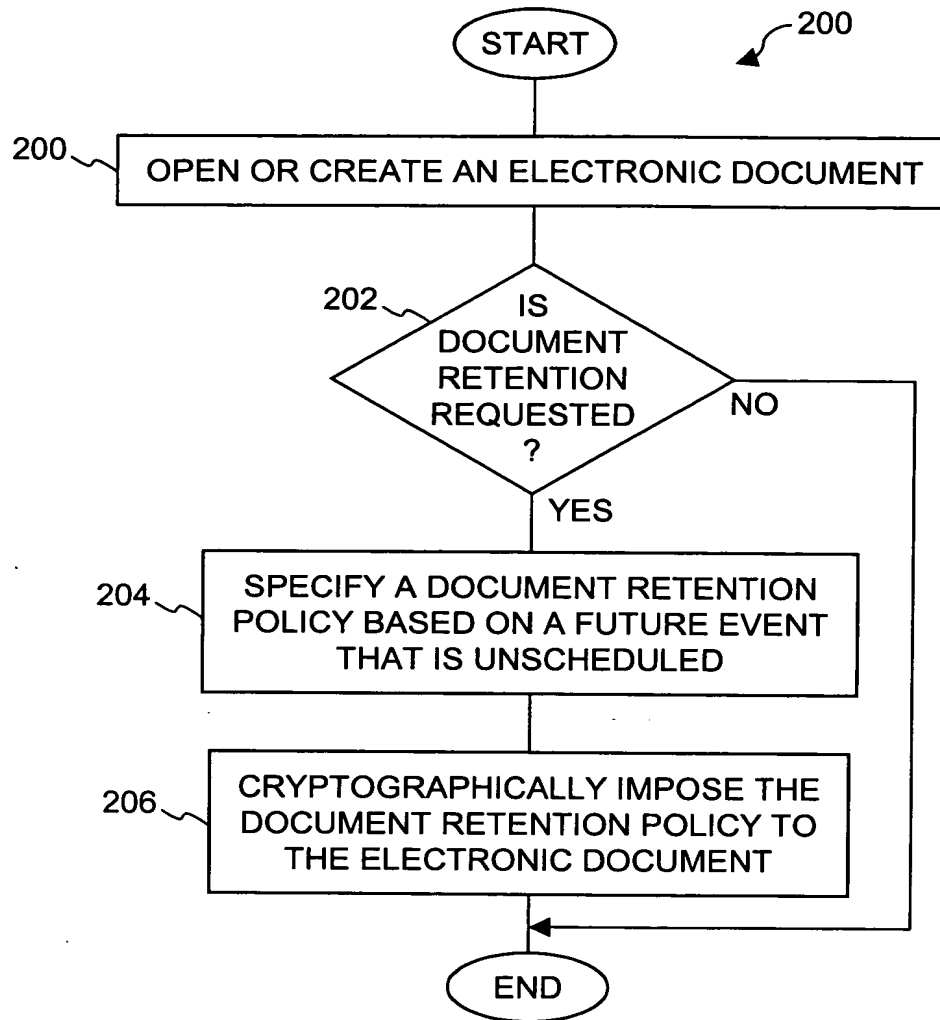 START
200
200
OPEN OR CREATE AN ELECTRONIC DOCUMENT
202
IS
DOCUMENT
RETENTION
REQUESTED
?
NO
YES
204
SPECIFY A DOCUMENT RETENTION
POLICY BASED ON A FUTURE EVENT
THAT IS UNSCHEDULED
206
CRYPTOGRAPHICALLY IMPOSE THE
DOCUMENT RETENTION POLICY TO
THE ELECTRONIC DOCUMENT
END